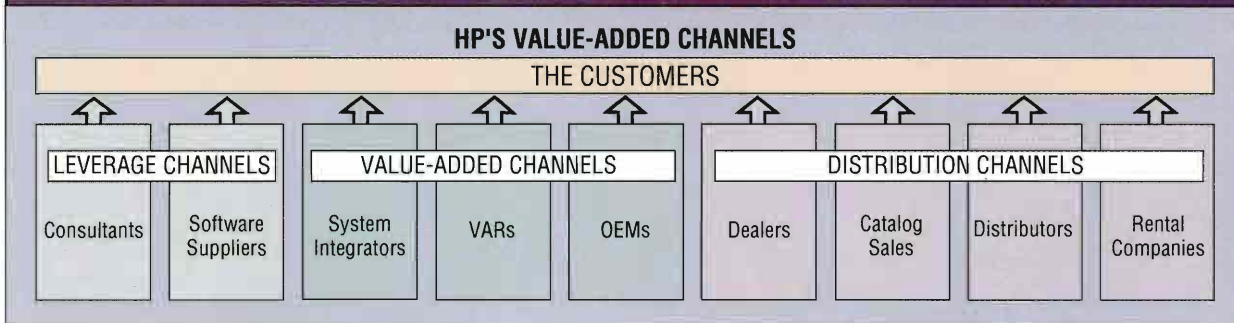 HP'S VALUE-ADDED CHANNELS
THE CUSTOMERS
LEVERAGE CHANNELS
VALUE-ADDED CHANNELS
DISTRIBUTION CHANNELS
Consultants
Software
Suppliers
System
Integrators
VARs
OEMs
Dealers
Catalog
Sales
Distributors
Rental
Companies